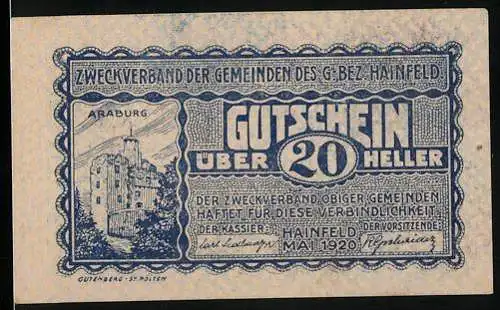 ZWECKVERBAND DER GEMEINDEN DES G.BEZ.HAINFELD.
ARABURG
GUTSCHEIN
ÜBER 20 HELLER
DER ZWECKVERBAND OBIGER GEMEINDEN
HAFTET FÜR DIESE VERBINDLICHKEIT.
DER KASSIER: HAINFELD DER VORSITZENDE:
MAI 1920
GUTENBERG-ST.PÖLTEN